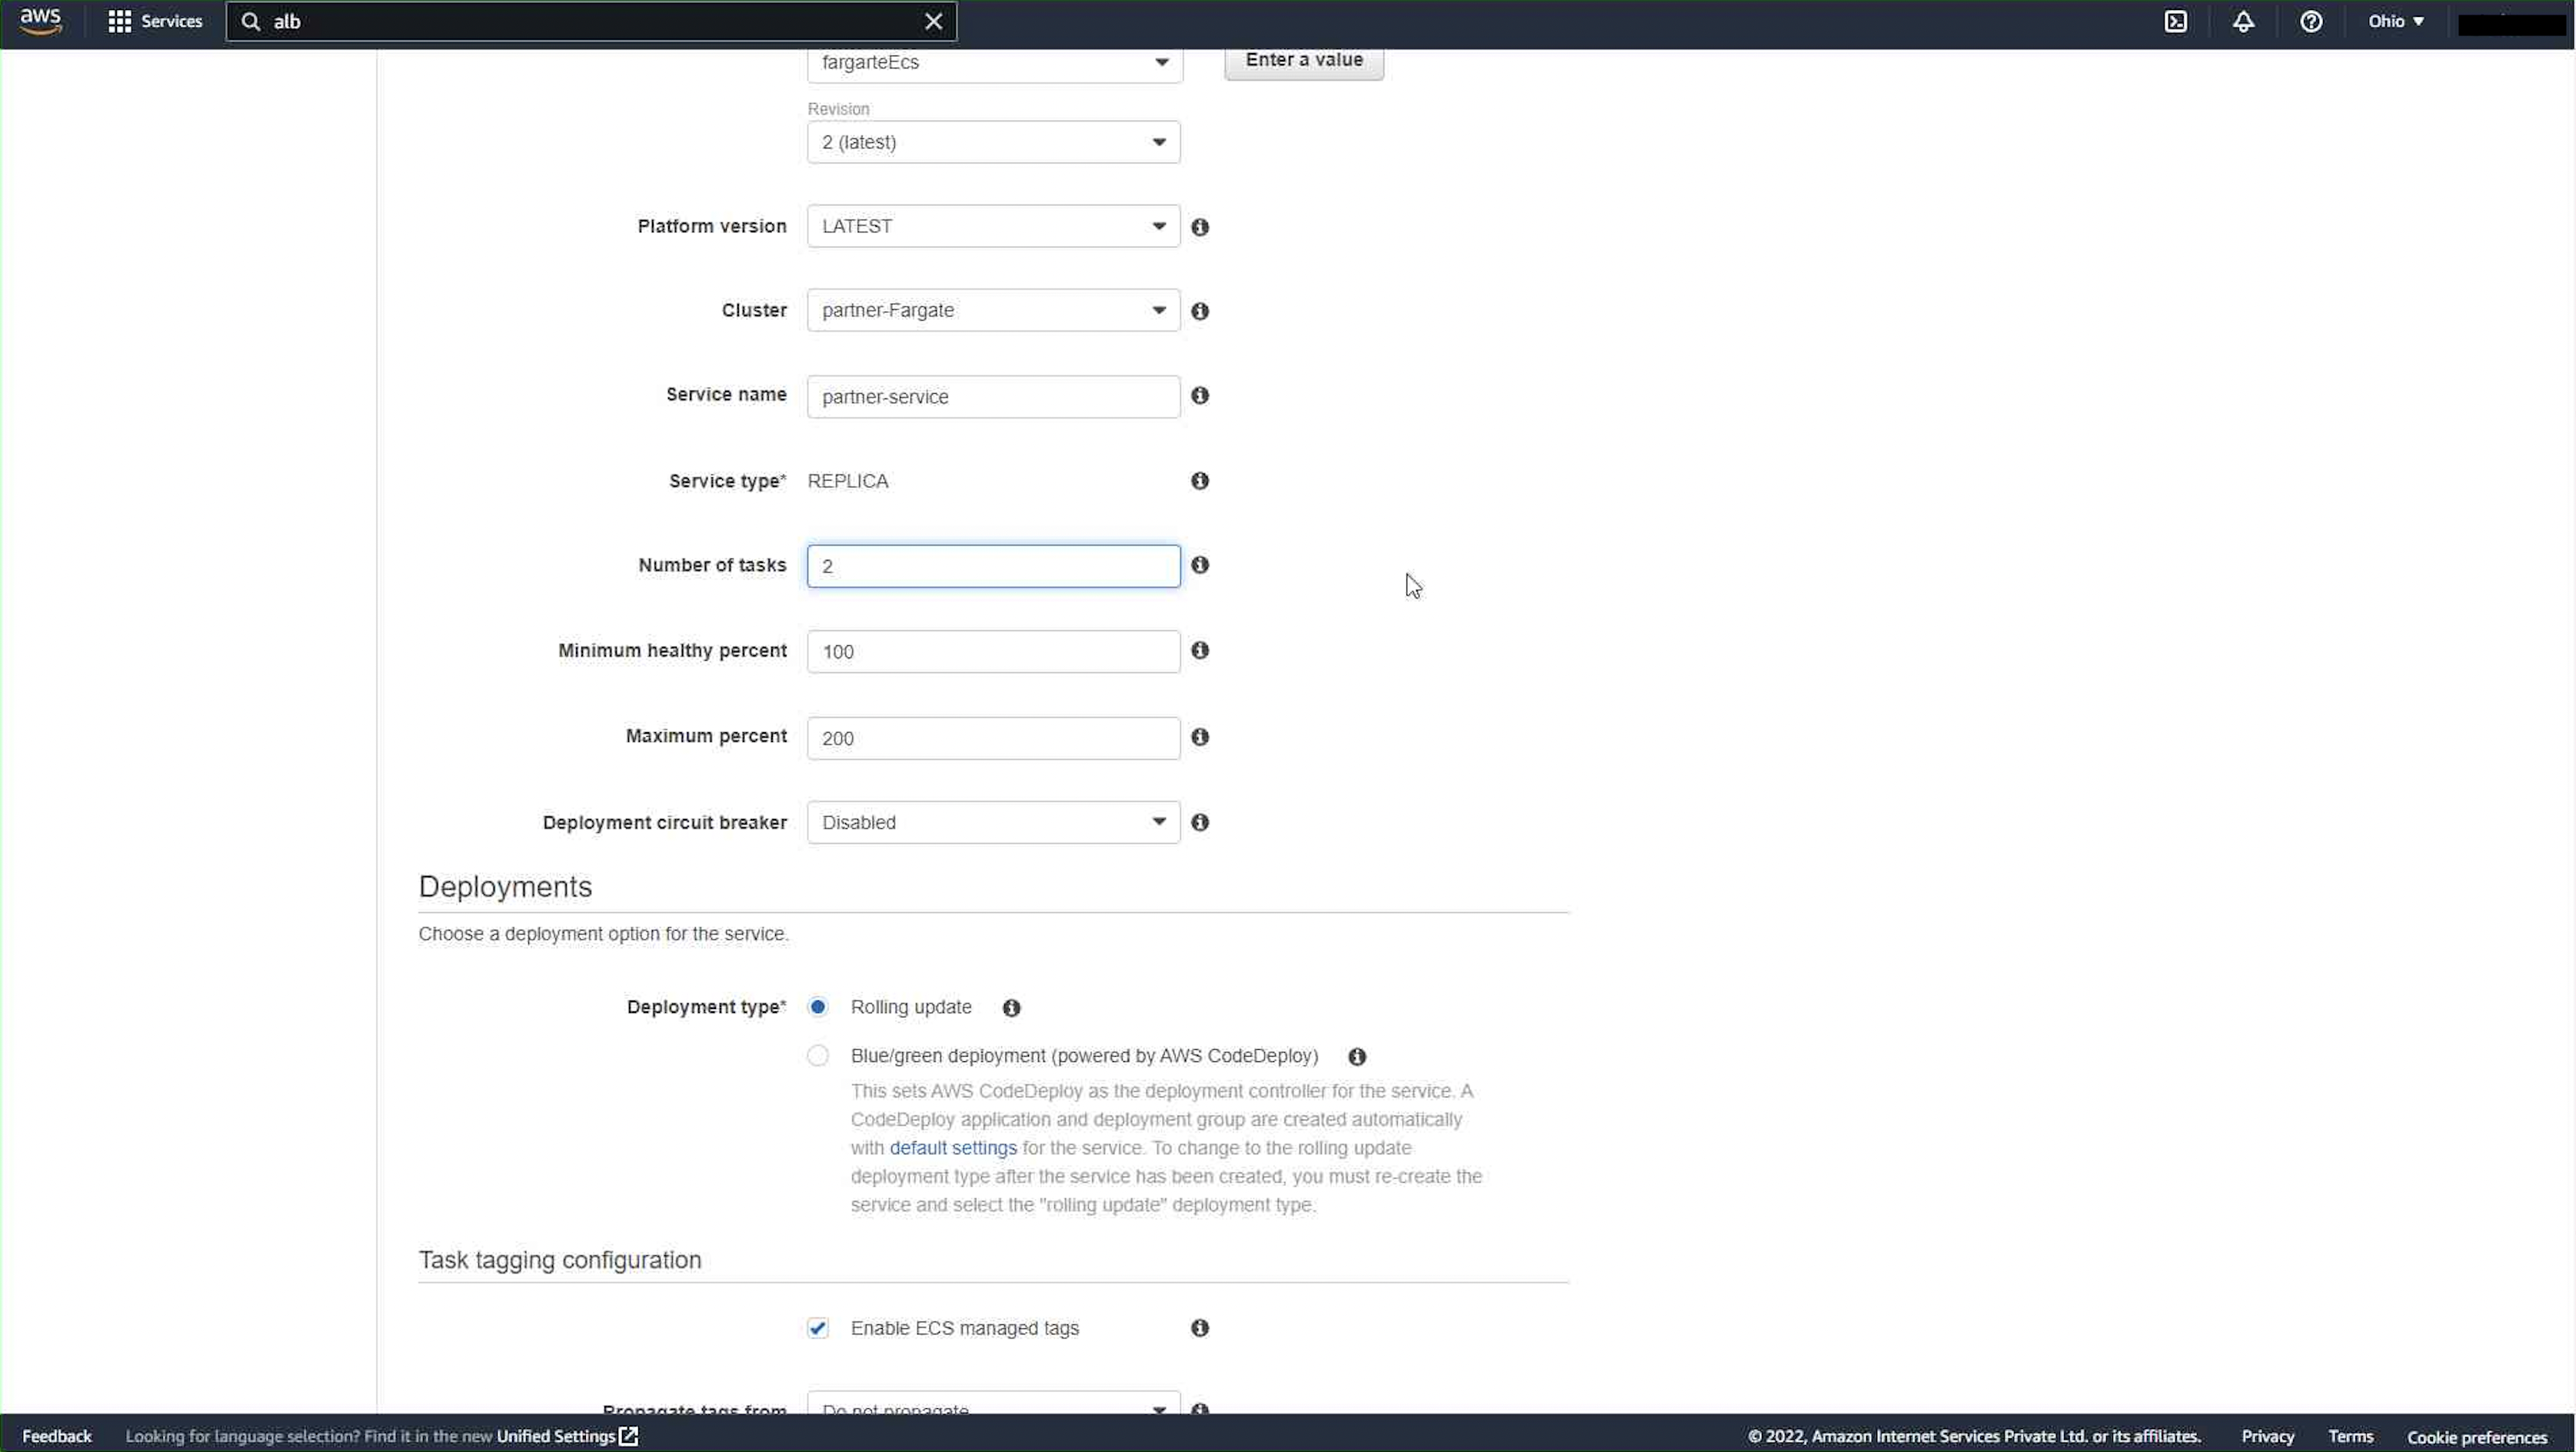 aws Services alb Ohio
fargarteEcs Enter a value
Revision
2 (latest)
Platform version LATEST
Cluster partner-Fargate
Service name partner-service
Service type* REPLICA
Number of tasks 2
Minimum healthy percent 100
Maximum percent 200
Deployment circuit breaker Disabled
Deployments
Choose a deployment option for the service.
Deployment type* Rolling update
Blue/green deployment (powered by AWS CodeDeploy)
This sets AWS CodeDeploy as the deployment controller for the service. A
CodeDeploy application and deployment group are created automatically
with default settings for the service. To change to the rolling update
deployment type after the service has been created, you must re-create the
service and select the "rolling update" deployment type.
Task tagging configuration
Enable ECS managed tags
Propagate tags from Do not propagate
Feedback Looking for language selection? Find it in the new Unified Settings © 2022, Amazon Internet Services Private Ltd. or its affiliates. Privacy Terms Cookie preferences